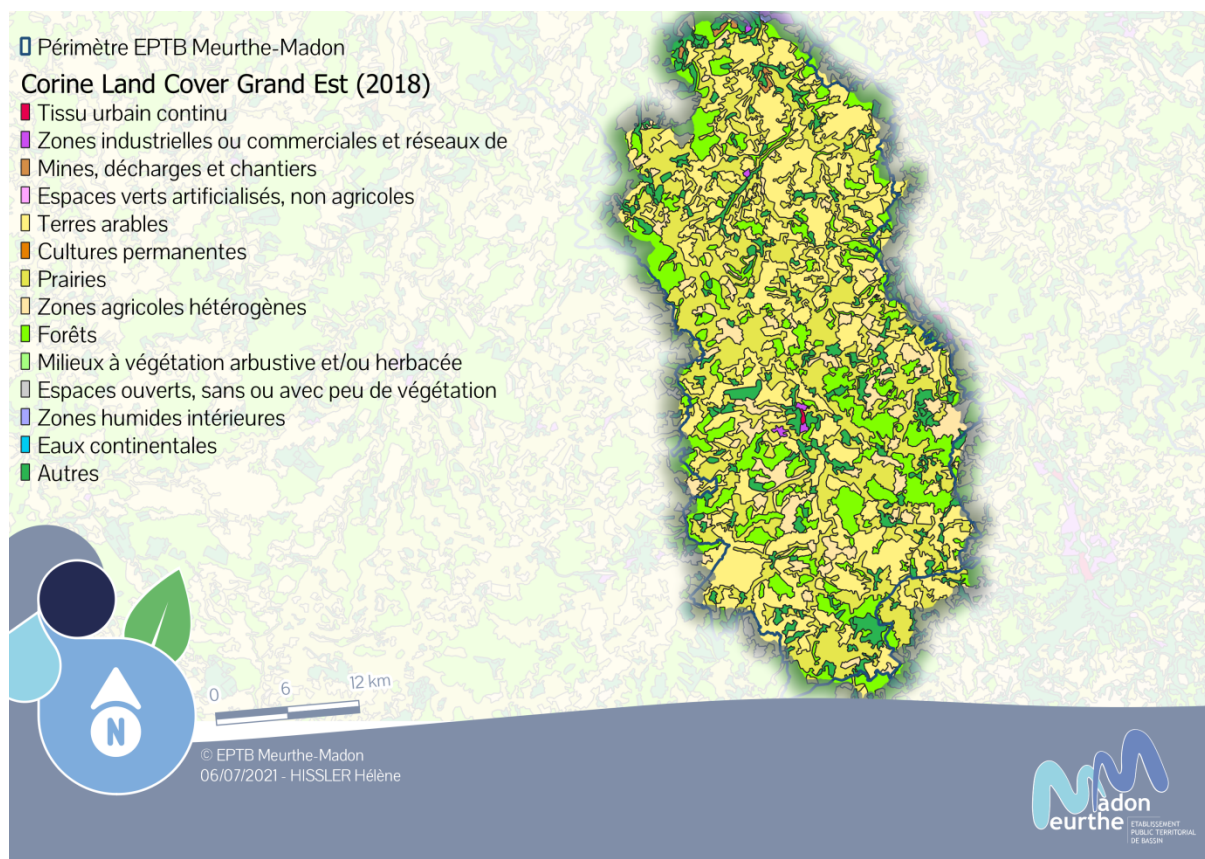 Périmètre EPTB Meurthe-Madon
Corine Land Cover Grand Est (2018)
Tissu urbain continu
Zones industrielles ou commerciales et réseaux de
Mines, décharges et chantiers
Espaces verts artificialisés, non agricoles
Terres arables
Cultures permanentes
Prairies
Zones agricoles hétérogènes
Forêts
Milieux à végétation arbustive et/ou herbacée
Espaces ouverts, sans ou avec peu de végétation
Zones humides intérieures
Eaux continentales
Autres
0 6 12 km
N
© EPTB Meurthe-Madon
06/07/2021 - HISSLER Hélène
Madon
Meurthe
ETABLISSEMENT
PUBLIC TERRITORIAL
DE BASSIN